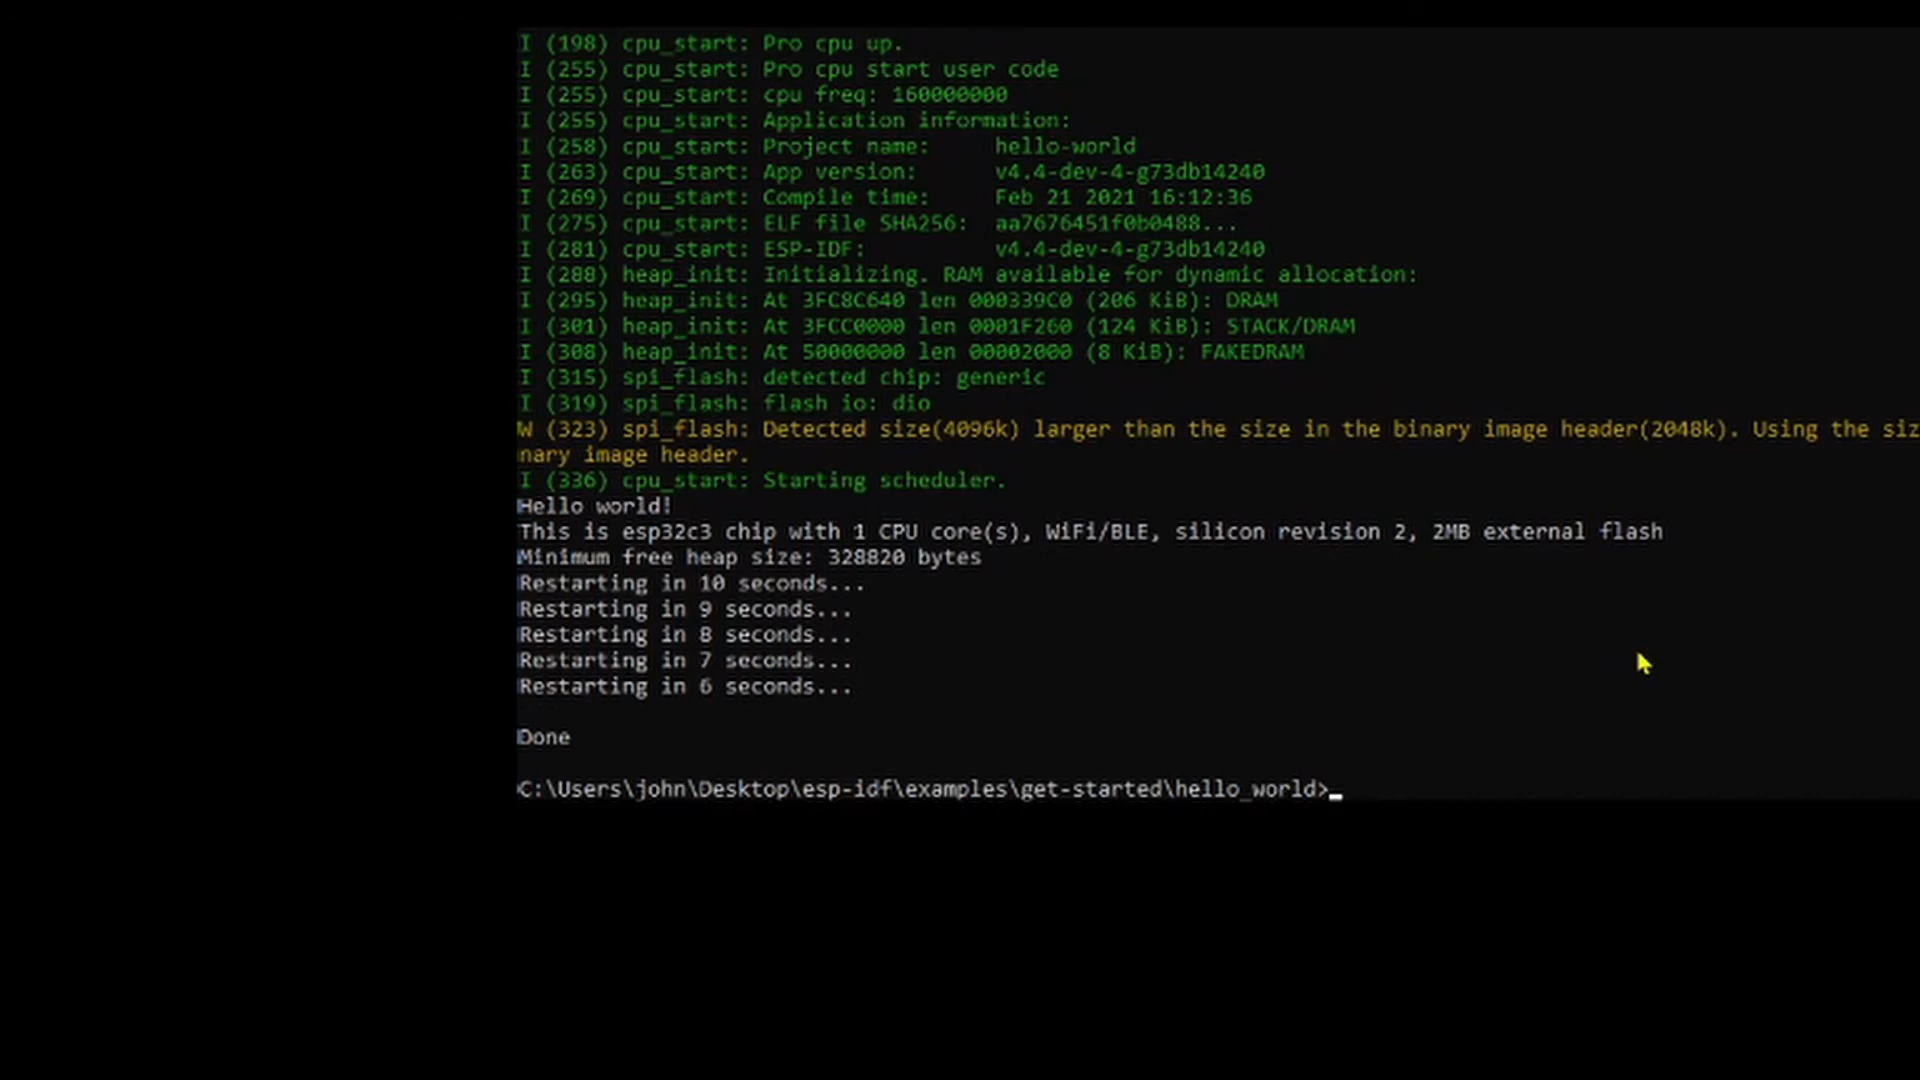 I (198) cpu_start: Pro cpu up.
I (255) cpu_start: Pro cpu start user code
I (255) cpu_start: cpu freq: 160000000
I (255) cpu_start: Application information:
I (258) cpu_start: Project name:     hello-world
I (263) cpu_start: App version:      v4.4-dev-4-g73db14240
I (269) cpu_start: Compile time:     Feb 21 2021 16:12:36
I (275) cpu_start: ELF file SHA256:  aa7676451f0b0488...
I (281) cpu_start: ESP-IDF:          v4.4-dev-4-g73db14240
I (288) heap_init: Initializing. RAM available for dynamic allocation:
I (295) heap_init: At 3FC8C640 len 000339C0 (206 KiB): DRAM
I (301) heap_init: At 3FCC0000 len 0001F260 (124 KiB): STACK/DRAM
I (308) heap_init: At 50000000 len 00002000 (8 KiB): FAKEDRAM
I (315) spi_flash: detected chip: generic
I (319) spi_flash: flash io: dio
W (323) spi_flash: Detected size(4096k) larger than the size in the binary image header(2048k). Using the siz
nary image header.
I (336) cpu_start: Starting scheduler.
Hello world!
This is esp32c3 chip with 1 CPU core(s), WiFi/BLE, silicon revision 2, 2MB external flash
Minimum free heap size: 328820 bytes
Restarting in 10 seconds...
Restarting in 9 seconds...
Restarting in 8 seconds...
Restarting in 7 seconds...
Restarting in 6 seconds...
Done
C:\Users\john\Desktop\esp-idf\examples\get-started\hello_world>